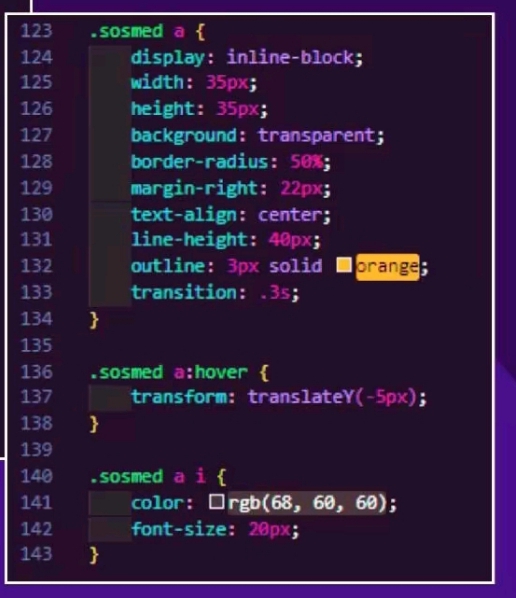 123 .sosmed a {
124 display: inline-block;
125 width: 35px;
126 height: 35px;
127 background: transparent;
128 border-radius: 50%;
129 margin-right: 22px;
130 text-align: center;
131 line-height: 40px;
132 outline: 3px solid orange;
133 transition: .3s;
134 }
135
136 .sosmed a:hover {
137 transform: translateY(-5px);
138 }
139
140 .sosmed a i {
141 color: rgb(68, 60, 60);
142 font-size: 20px;
143 }